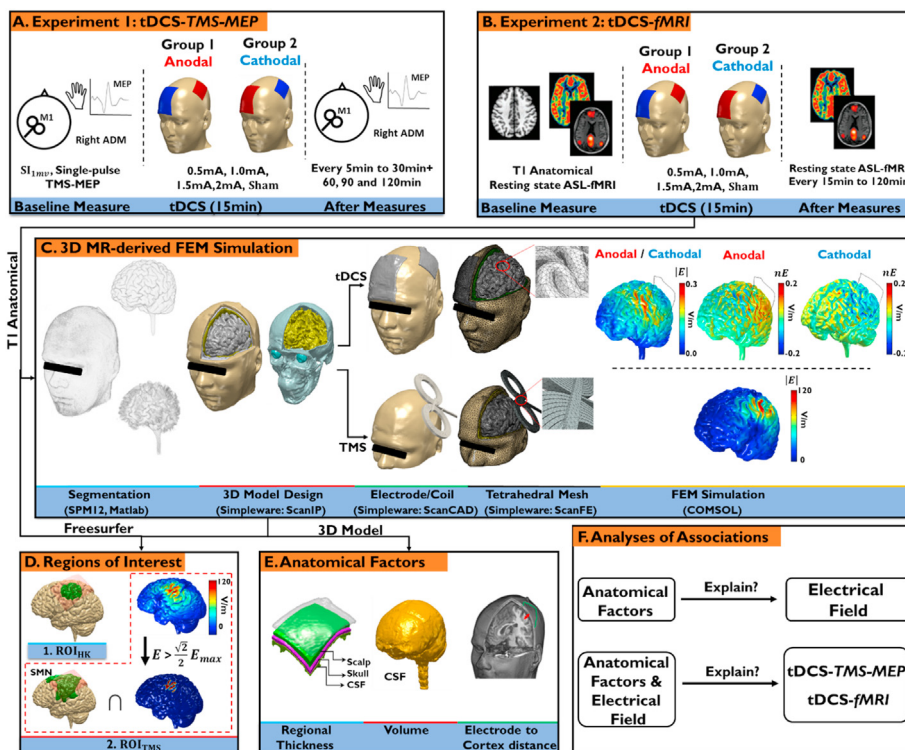 A. Experiment 1: tDCS-TMS-MEP
Group 1
Anodal
Group 2
Cathodal
MEP
M1
Right ADM
MEP
M1
Right ADM
SI1mv, Single-pulse
TMS-MEP
0.5mA, 1.0mA,
1.5mA,2mA, Sham
Every 5min to 30min+
60, 90 and 120min
Baseline Measure
tDCS (15min)
After Measures
B. Experiment 2: tDCS-fMRI
Group 1
Anodal
Group 2
Cathodal
T1 Anatomical
Resting state ASL-fMRI
0.5mA, 1.0mA,
1.5mA,2mA, Sham
Resting state ASL-fMRI
Every 15min to 120min
Baseline Measure
tDCS (15min)
After Measures
T1 Anatomical
C. 3D MR-derived FEM Simulation
tDCS
TMS
Anodal / Cathodal
Anodal
Cathodal
|E|
0.3
V/m
0.0
nE
0.2
V/m
-0.2
nE
0.2
V/m
-0.2
|E|
120
V/m
0
Segmentation
(SPM12, Matlab)
3D Model Design
(Simpleware: ScanIP)
Electrode/Coil
(Simpleware: ScanCAD)
Tetrahedral Mesh
(Simpleware: ScanFE)
FEM Simulation
(COMSOL)
Freesurfer
3D Model
D. Regions of Interest
120
V/m
0
1. ROIHK
E > √2/2 Emax
SMN
∩
2. ROITMS
E. Anatomical Factors
Scalp
Skull
CSF
CSF
Regional
Thickness
Volume
Electrode to
Cortex distance
F. Analyses of Associations
Anatomical
Factors
Explain?
Electrical
Field
Anatomical
Factors &
Electrical
Field
Explain?
tDCS-TMS-MEP
tDCS-fMRI